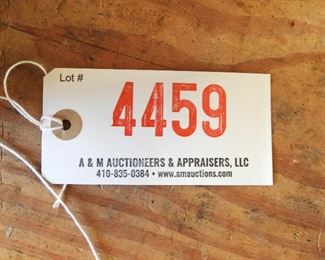 Lot #
4459
A & M AUCTIONEERS & APPRAISERS, LLC
410-835-0384 • www.amauctions.com